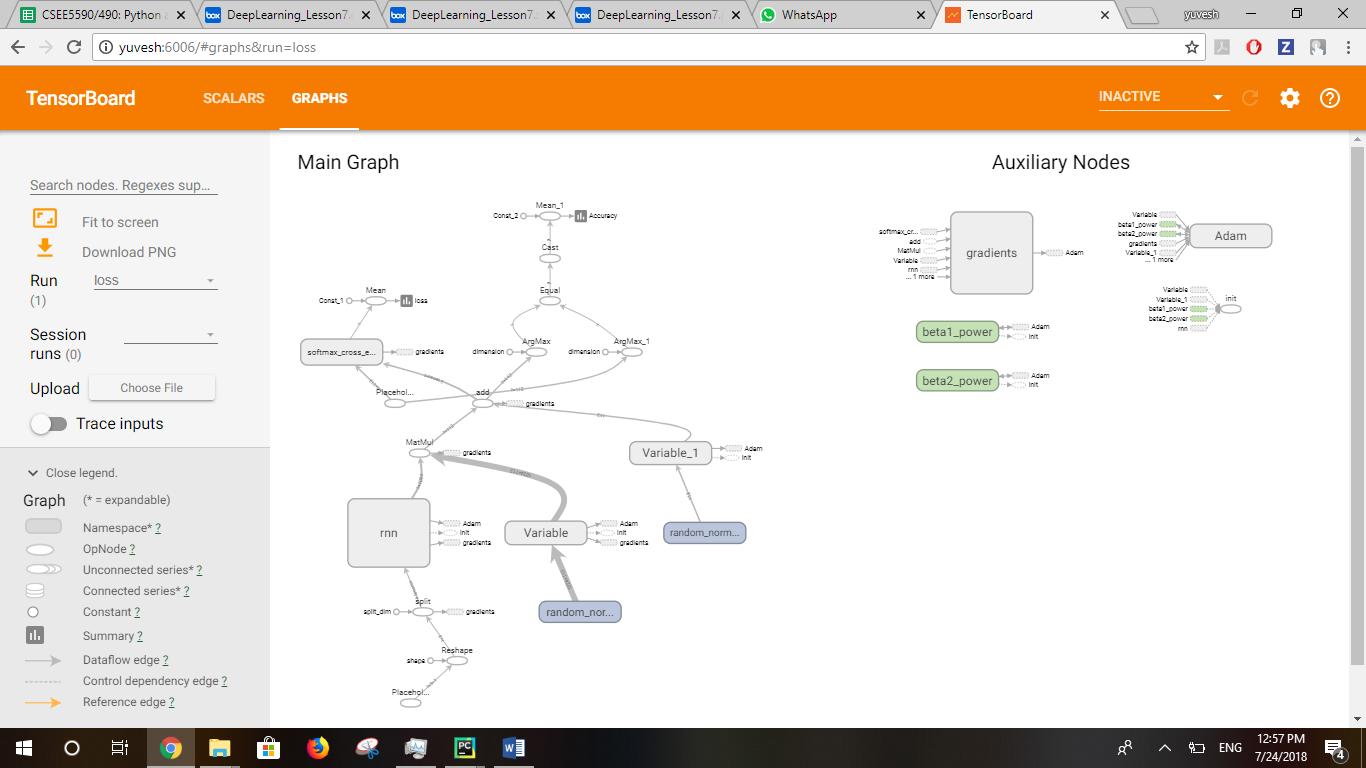 CSEE5590/490: Python a
DeepLearning_Lesson7.
DeepLearning_Lesson7.
DeepLearning_Lesson7.
WhatsApp
TensorBoard
yuvesh
yuvesh:6006/#graphs&run=loss
TensorBoard
SCALARS
GRAPHS
INACTIVE
Search nodes. Regexes sup...
Fit to screen
Download PNG
Run
(1)
loss
Session
runs (0)
Upload
Choose File
Trace inputs
Close legend.
Graph
(* = expandable)
Namespace* ?
OpNode ?
Unconnected series* ?
Connected series* ?
Constant ?
Summary ?
Dataflow edge ?
Control dependency edge ?
Reference edge ?
Main Graph
Mean_1
Const_2
Accuracy
Cast
Equal
Mean
Const_1
loss
softmax_cross_e...
gradients
dimension
ArgMax
dimension
ArgMax_1
Placehol...
add
gradients
MatMul
gradients
Variable_1
Adam
init
rnn
Adam
init
gradients
Variable
Adam
init
gradients
random_norm...
random_nor...
split_dim
split
gradients
Reshape
shape
Placehol...
Auxiliary Nodes
softmax_cr...
add
MatMul
Variable
rnn
... 1 more
gradients
Adam
Variable
beta1_power
beta2_power
gradients
Variable_1
... 1 more
Adam
Variable
Variable_1
beta1_power
beta2_power
rnn
init
beta1_power
Adam
init
beta2_power
Adam
init
ENG
12:57 PM
7/24/2018
4